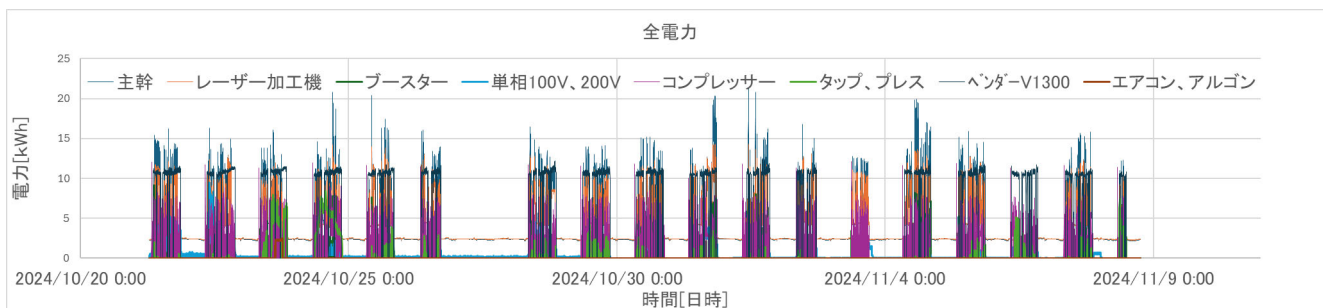 全電力
電力[kWh]
25
主幹 レーザー加工機 ブースター 単相100V、200V コンプレッサー タップ、プレス ﾍﾞﾝﾀﾞｰV1300 エアコン、アルゴン
20
15
10
5
0
2024/10/20 0:00 2024/10/25 0:00 2024/10/30 0:00 2024/11/4 0:00 2024/11/9 0:00
時間[日時]